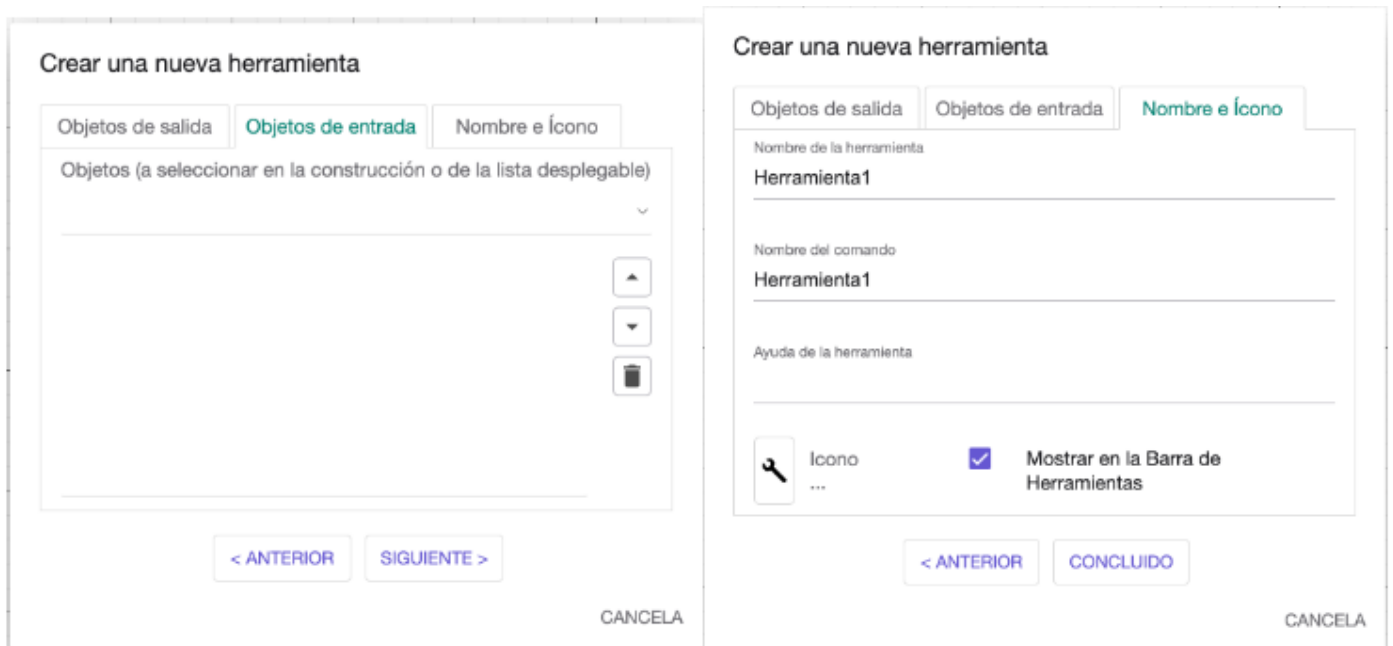 Crear una nueva herramienta
Objetos de salida
Objetos de entrada
Nombre e Ícono
Objetos (a seleccionar en la construcción o de la lista desplegable)
< ANTERIOR
SIGUIENTE >
CANCELA
Crear una nueva herramienta
Objetos de salida
Objetos de entrada
Nombre e Ícono
Nombre de la herramienta
Herramienta1
Nombre del comando
Herramienta1
Ayuda de la herramienta
Icono
...
Mostrar en la Barra de
Herramientas
< ANTERIOR
CONCLUIDO
CANCELA